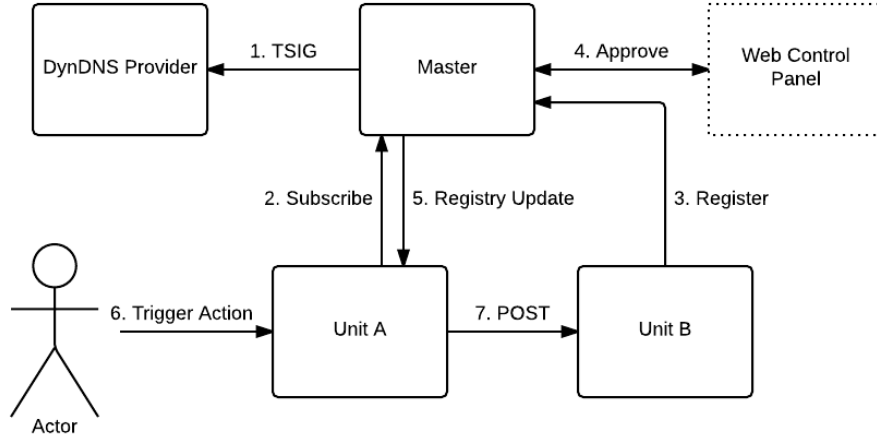 DynDNS Provider
1. TSIG
Master
4. Approve
Web Control
Panel
2. Subscribe
5. Registry Update
3. Register
6. Trigger Action
Unit A
7. POST
Unit B
Actor